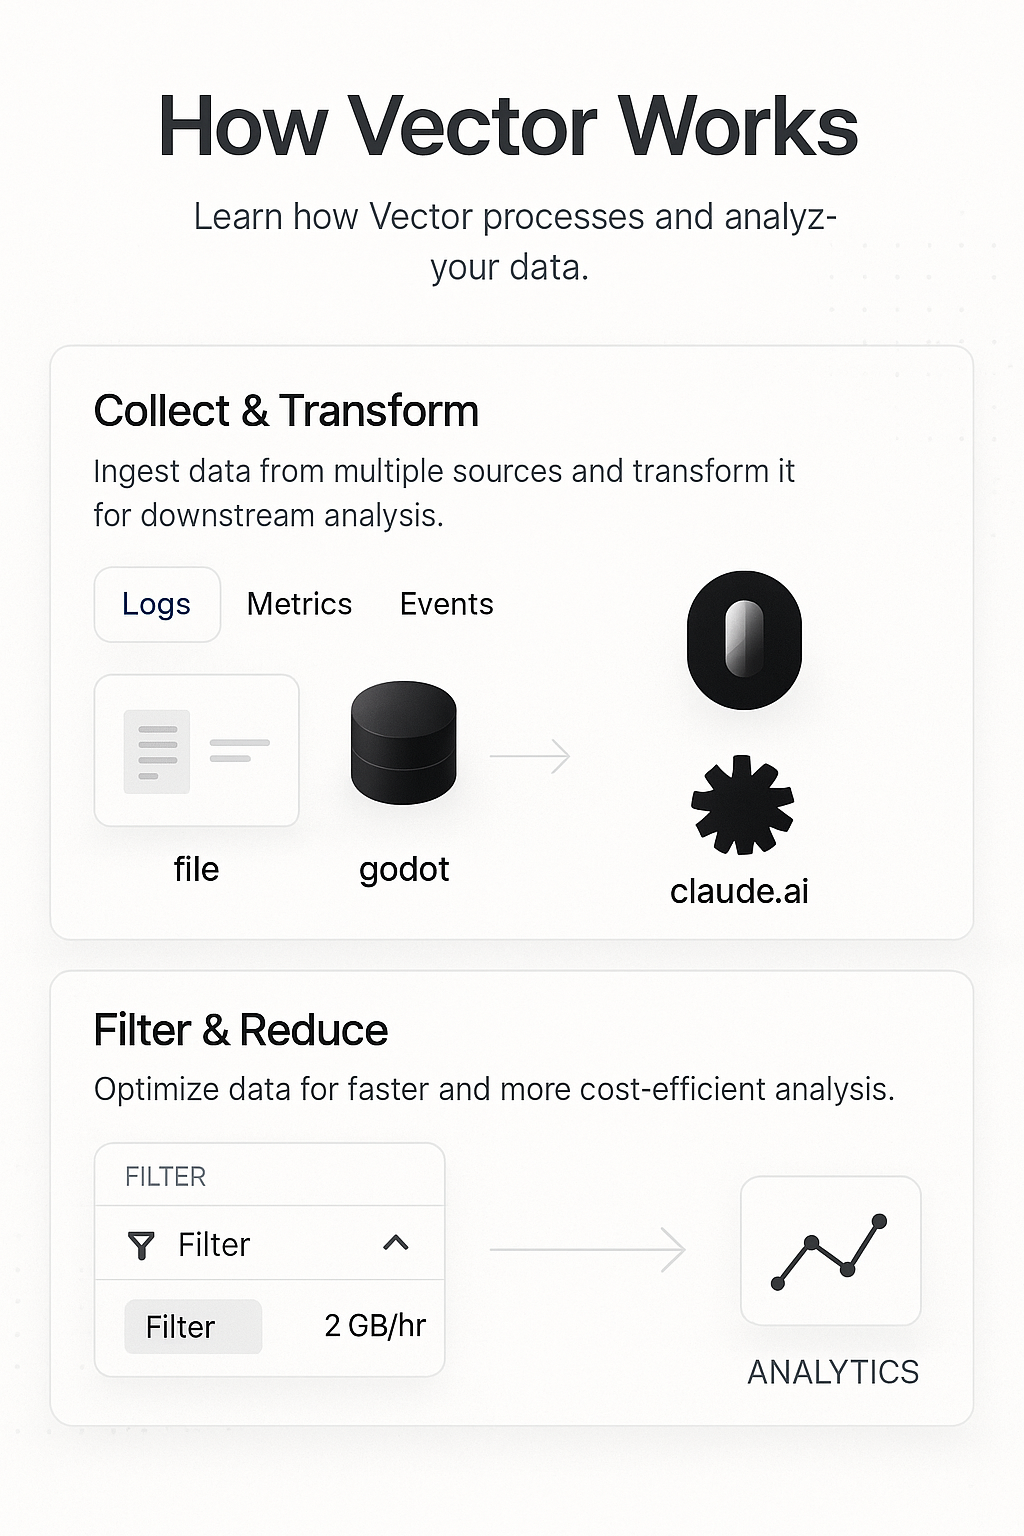 How Vector Works
Learn how Vector processes and analyz-
your data.
Collect & Transform
Ingest data from multiple sources and transform it
for downstream analysis.
Logs Metrics Events
file godot
claude.ai
Filter & Reduce
Optimize data for faster and more cost-efficient analysis.
FILTER
Filter
Filter 2 GB/hr
ANALYTICS